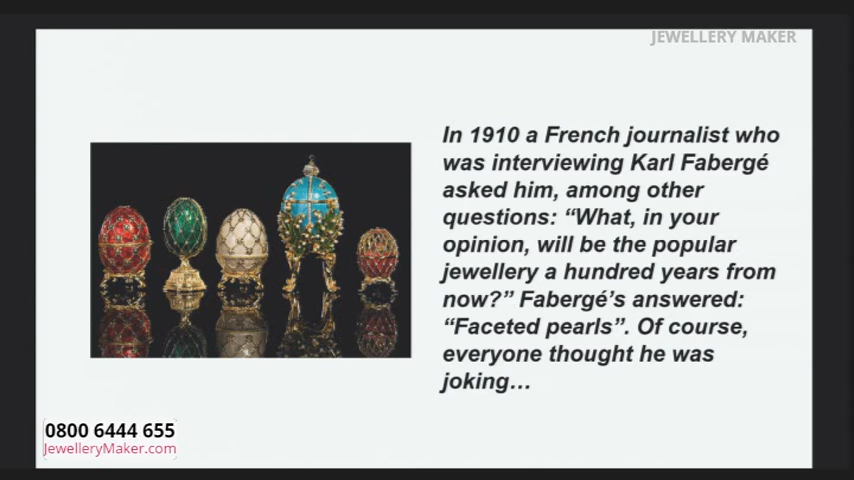 JEWELLERY MAKER
In 1910 a French journalist who
was interviewing Karl Fabergé
asked him, among other
questions: “What, in your
opinion, will be the popular
jewellery a hundred years from
now?” Fabergé’s answered:
“Faceted pearls”. Of course,
everyone thought he was
joking…
0800 6444 655
JewelleryMaker.com